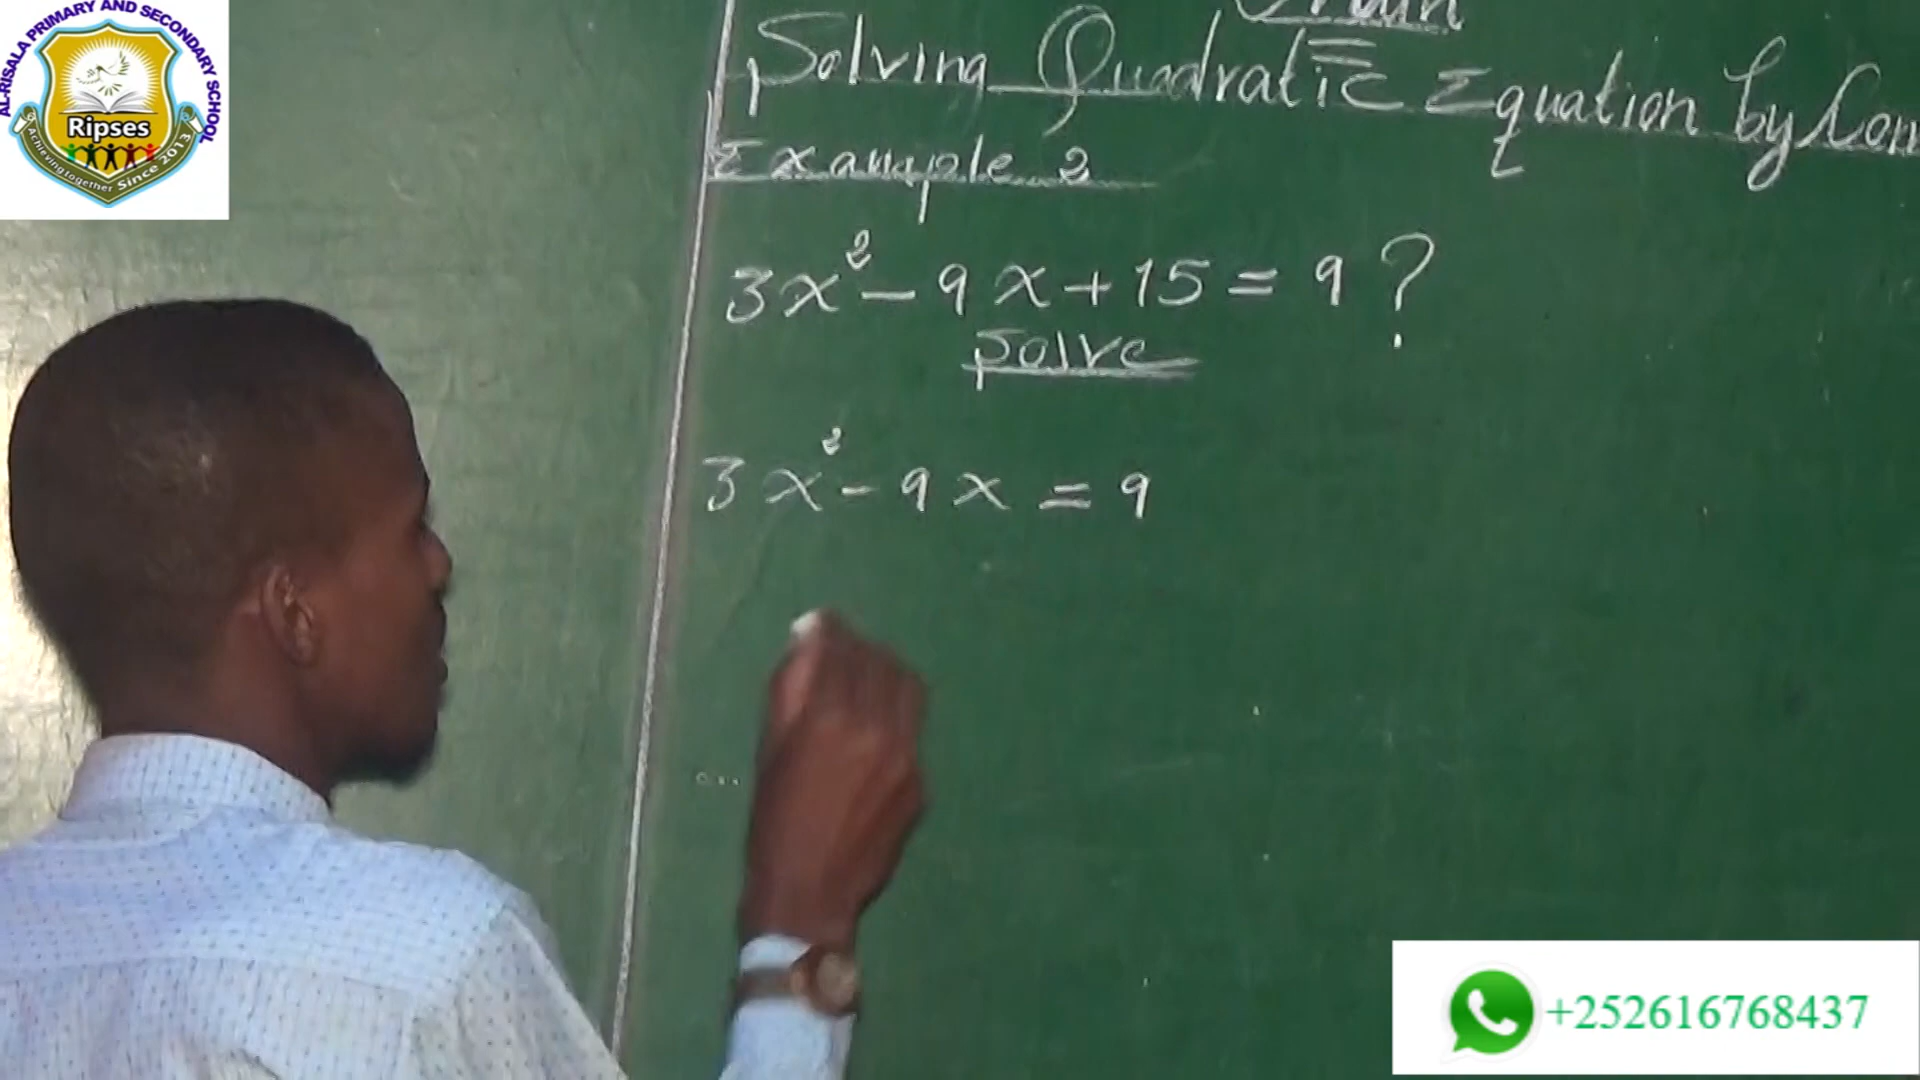 AL-RISALA PRIMARY AND SECONDARY SCHOOL
Ripses
Achieving together Since 2013
Solving Quadratic Equation by Com
Example 2
3x² - 9x + 15 = 9 ?
Solve
3x² - 9x = 9
+252616768437